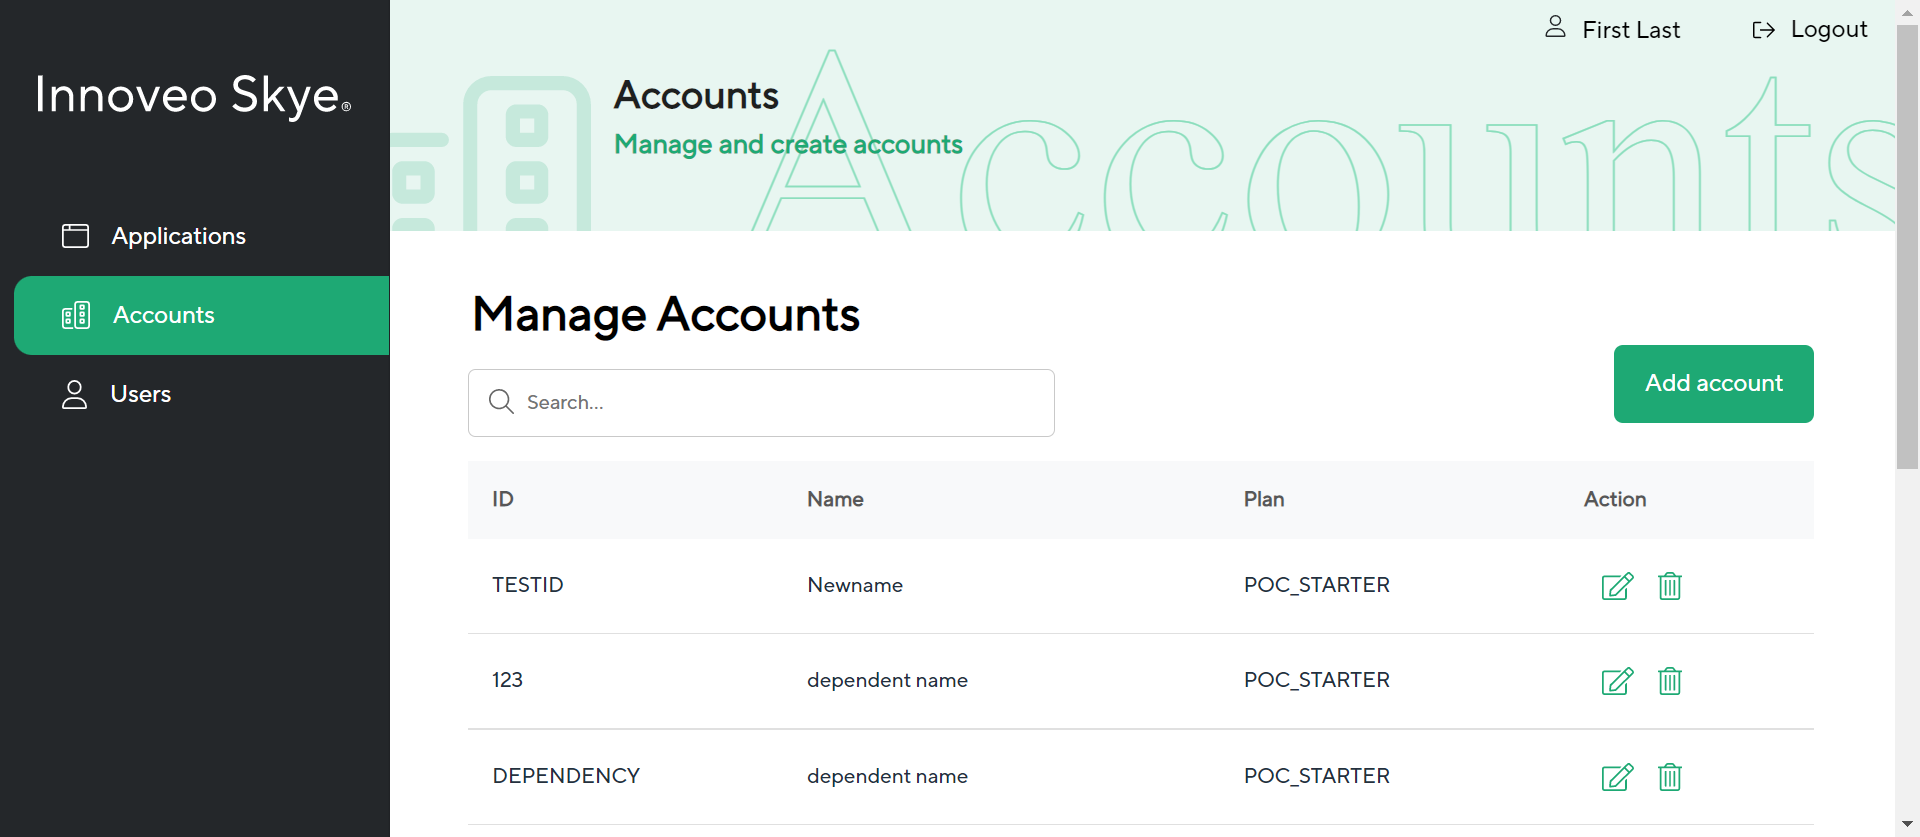 Innoveo Skye®
Applications
Accounts
Users
First Last
Logout
Accounts
Manage and create accounts
Accounts
Manage Accounts
Search...
Add account
ID Name Plan Action
TESTID Newname POC_STARTER
123 dependent name POC_STARTER
DEPENDENCY dependent name POC_STARTER